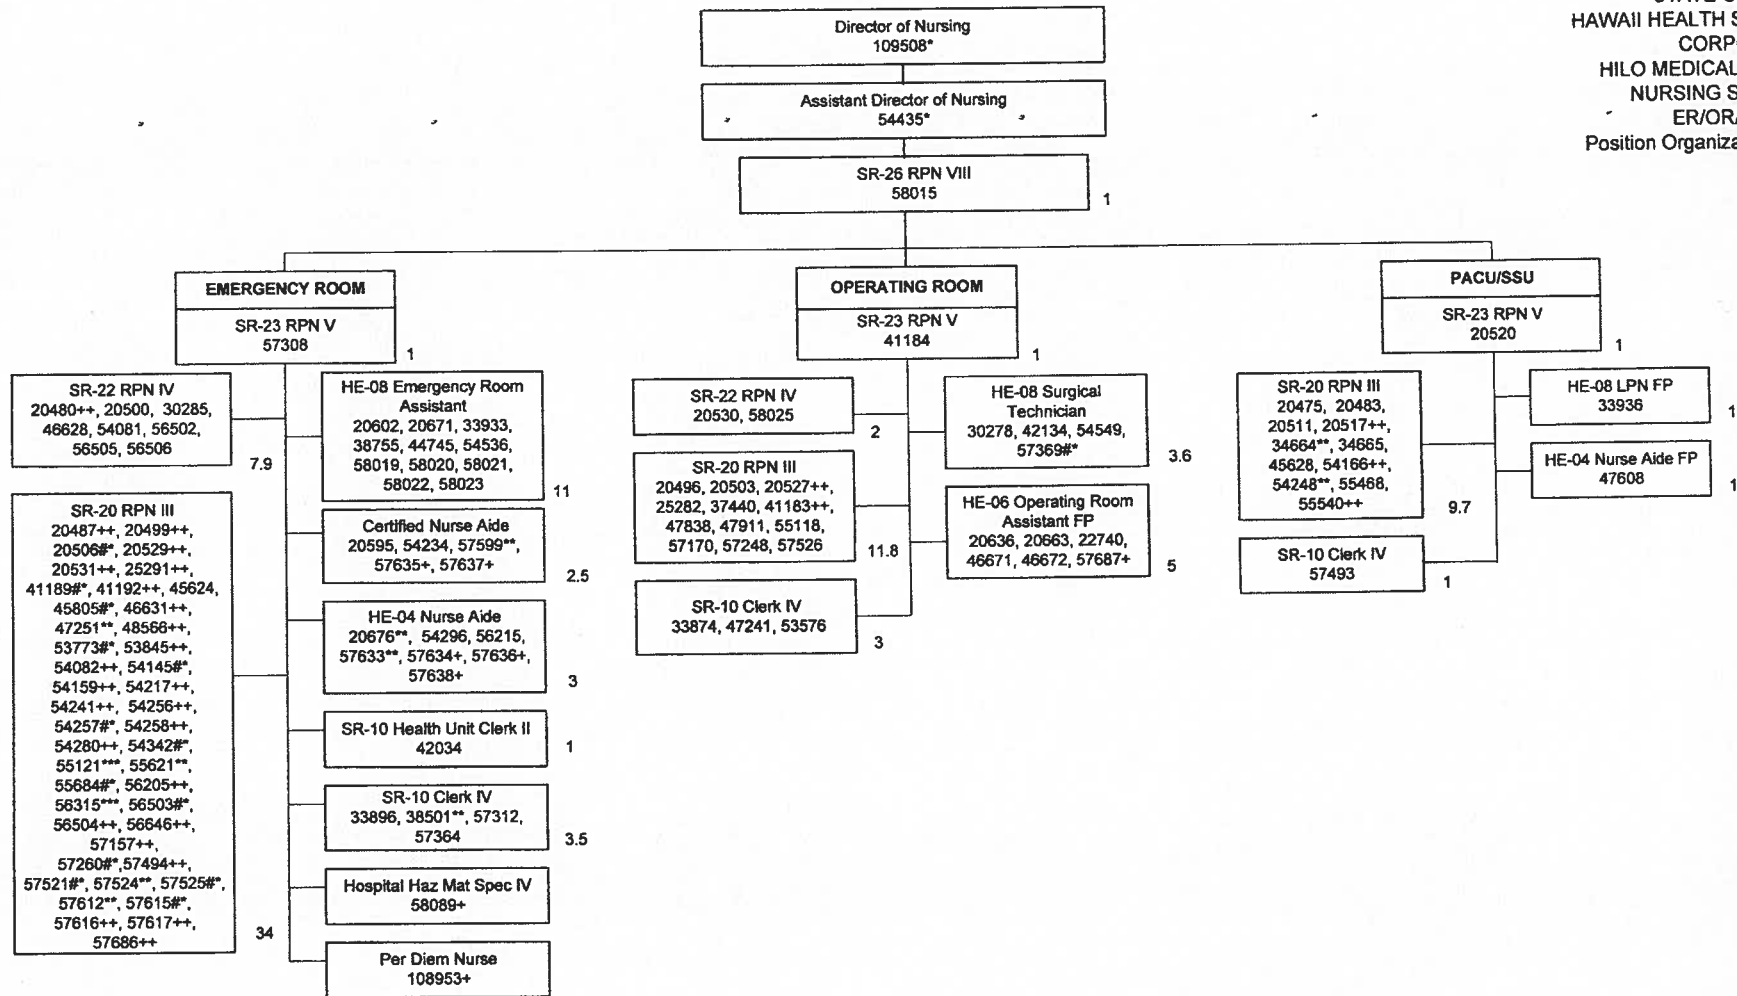 STATE
HAWAII HEALTH S
CORP
HILO MEDICAL
NURSING S
ER/OR/
Position Organiza
Director of Nursing
109508*
Assistant Director of Nursing
54435*
SR-26 RPN VIII
58015
1
EMERGENCY ROOM
SR-23 RPN V
57308
1
SR-22 RPN IV
20480++, 20500, 30285,
46628, 54081, 56502,
56505, 56506
7.9
SR-20 RPN III
20487++, 20499++,
20506#*, 20529++,
20531++, 25291++,
41189#*, 41192++, 45624,
45805#*, 46631++,
47251**, 48566++,
53773#*, 53845++,
54082++, 54145#*,
54159++, 54217++,
54241++, 54256++,
54257#*, 54258++,
54280++, 54342#*,
55121***, 55621**,
55684#*, 56205++,
56315***, 56503#*,
56504++, 56646++,
57157++,
57260#*,57494++,
57521#*, 57524**, 57525#*,
57612**, 57615#*,
57616++, 57617++,
57686++
34
HE-08 Emergency Room
Assistant
20602, 20671, 33933,
38755, 44745, 54536,
58019, 58020, 58021,
58022, 58023
11
Certified Nurse Aide
20595, 54234, 57599**,
57635+, 57637+
2.5
HE-04 Nurse Aide
20676**, 54296, 56215,
57633**, 57634+, 57636+,
57638+
3
SR-10 Health Unit Clerk II
42034
1
SR-10 Clerk IV
33896, 38501**, 57312,
57364
3.5
Hospital Haz Mat Spec IV
58089+
Per Diem Nurse
108953+
OPERATING ROOM
SR-23 RPN V
41184
1
SR-22 RPN IV
20530, 58025
2
SR-20 RPN III
20496, 20503, 20527++,
25282, 37440, 41183++,
47838, 47911, 55118,
57170, 57248, 57526
11.8
SR-10 Clerk IV
33874, 47241, 53576
3
HE-08 Surgical
Technician
30278, 42134, 54549,
57369#*
3.6
HE-06 Operating Room
Assistant FP
20636, 20663, 22740,
46671, 46672, 57687+
5
PACU/SSU
SR-23 RPN V
20520
1
SR-20 RPN III
20475, 20483,
20511, 20517++,
34664**, 34665,
45628, 54166++,
54248**, 55468,
55540++
9.7
SR-10 Clerk IV
57493
1
HE-08 LPN FP
33936
1
HE-04 Nurse Aide FP
47608
1